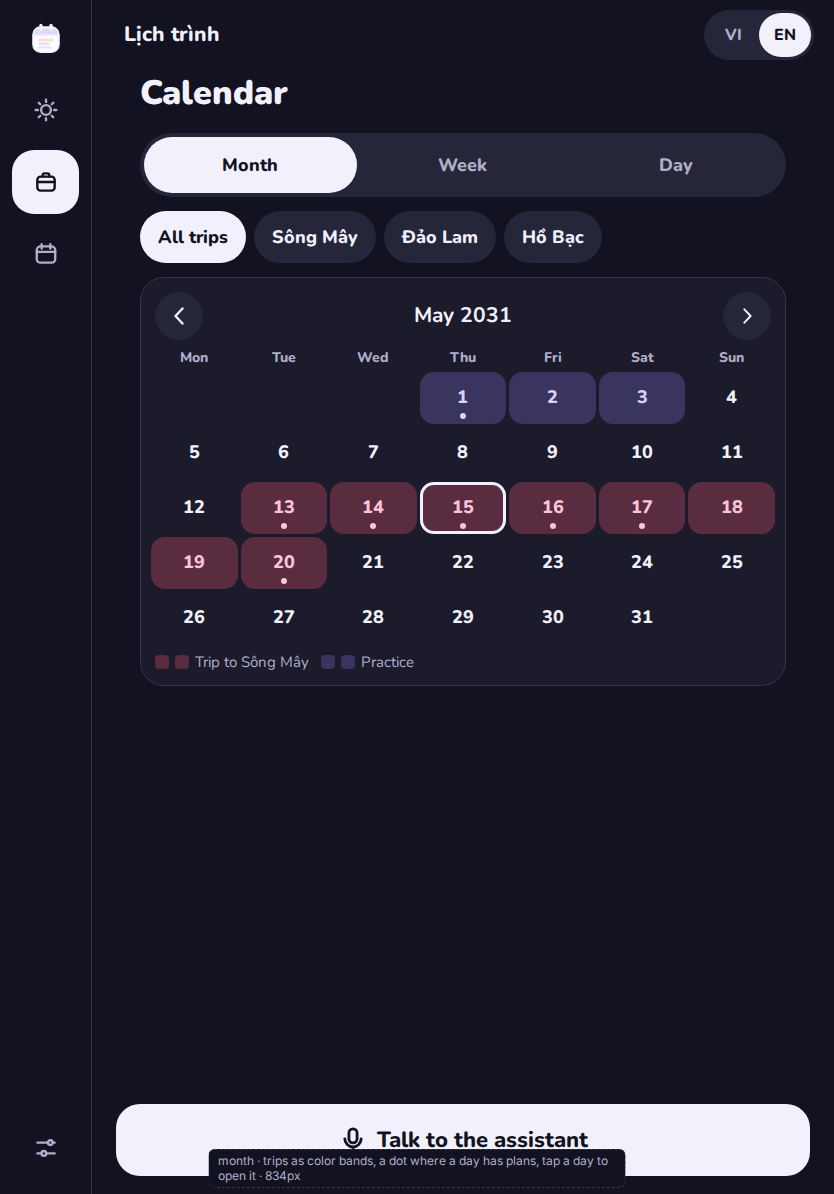 Lịch trình
VI EN
Calendar
Month Week Day
All trips Sông Mây Đảo Lam Hồ Bạc
May 2031
Mon Tue Wed Thu Fri Sat Sun
1 2 3 4
5 6 7 8 9 10 11
12 13 14 15 16 17 18
19 20 21 22 23 24 25
26 27 28 29 30 31
Trip to Sông Mây Practice
Talk to the assistant
month · trips as color bands, a dot where a day has plans, tap a day to
open it · 834px